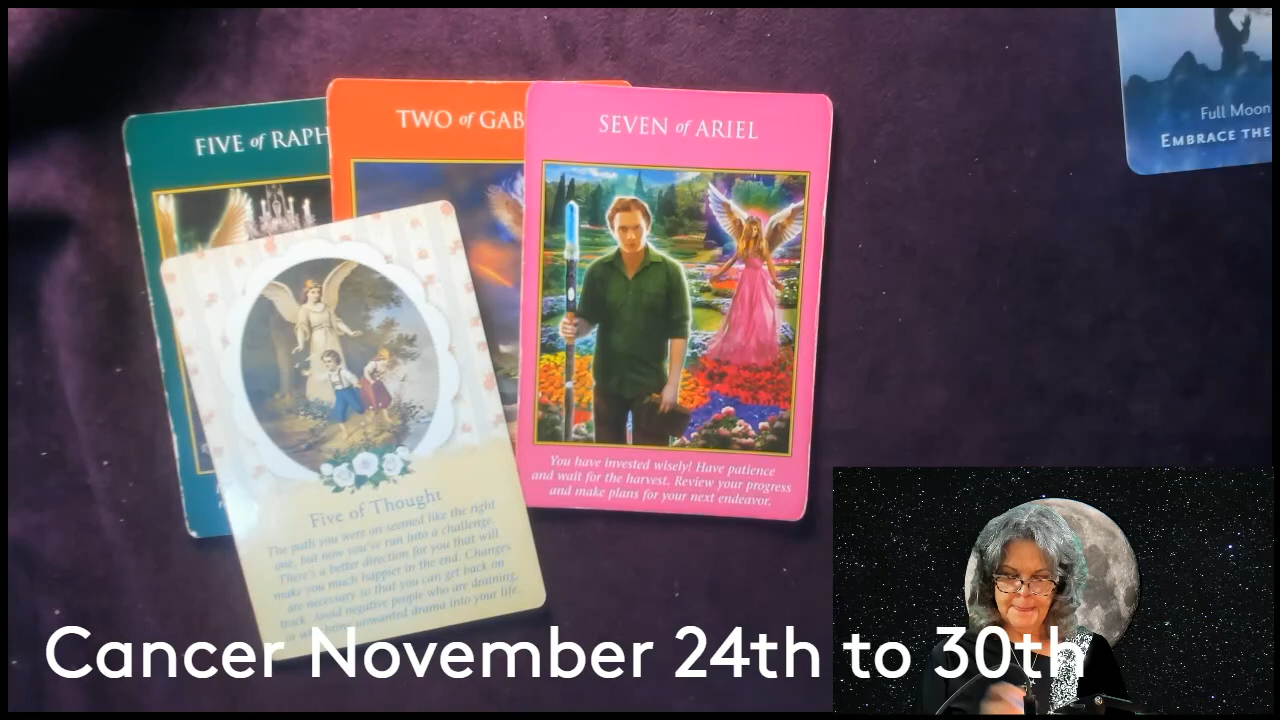 FIVE of RAPH
TWO of GAB
SEVEN of ARIEL
Full Moon
EMBRACE THE
You have invested wisely! Have patience
and wait for the harvest. Review your progress
and make plans for your next endeavor.
Five of Thought
The path you were on seemed like the right
one, but now you've run into a challenge.
There's a better direction for you that will
make you much happier in the end. Changes
are necessary so that you can get back on
track. Avoid negative people who are draining
or who bring unwanted drama into your life.
Cancer November 24th to 30th